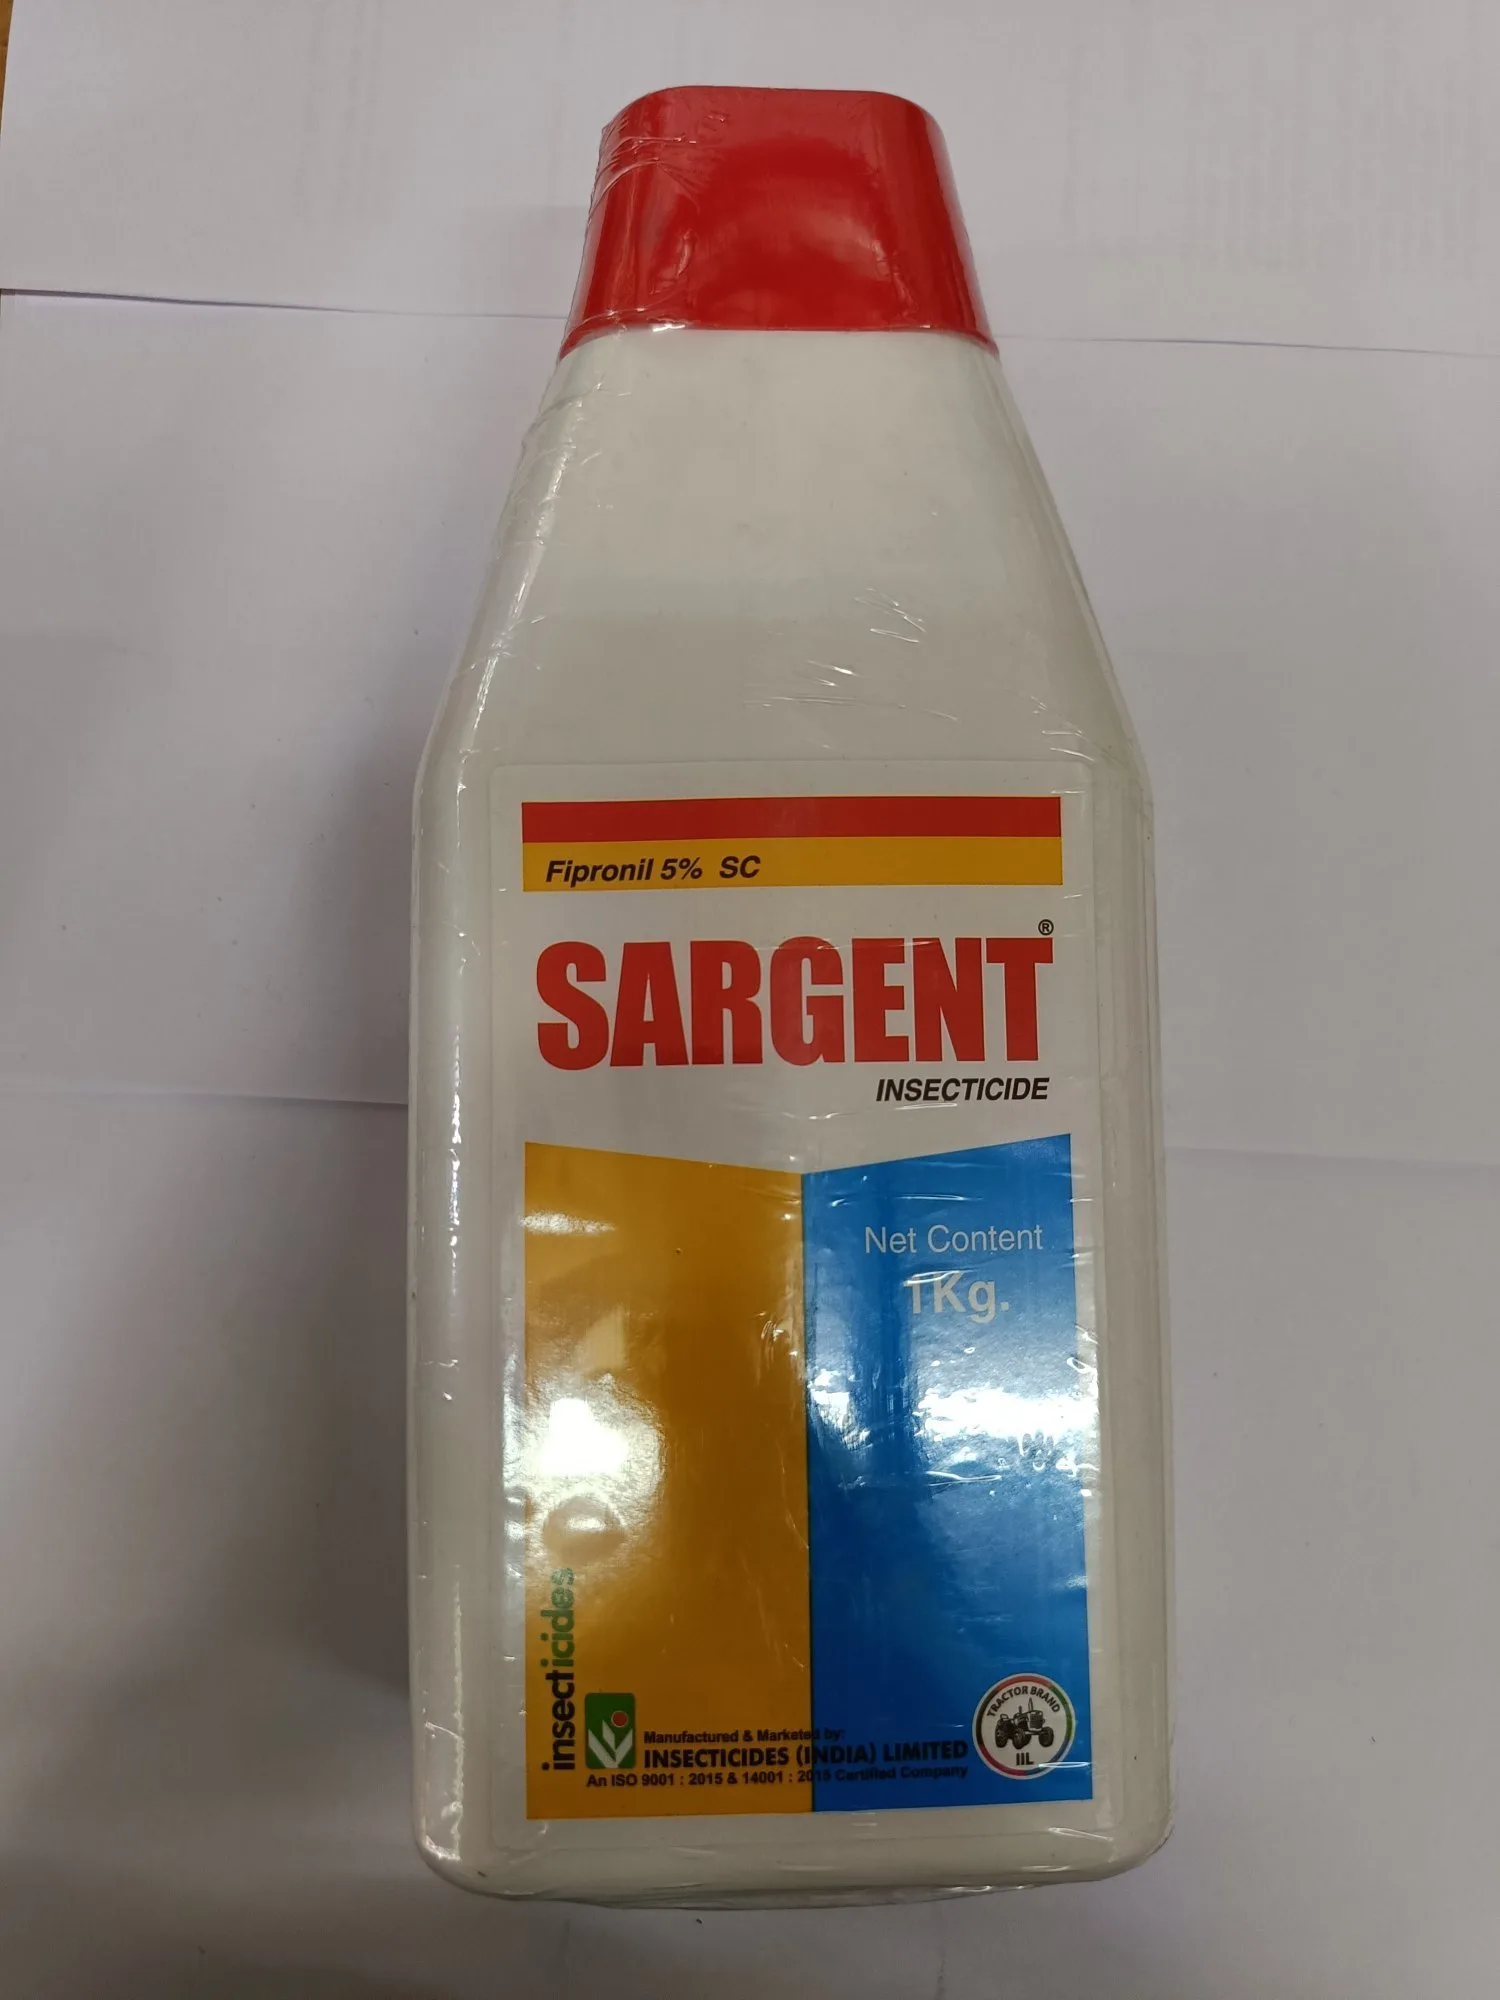 Fipronil 5% SC
SARGENT®
INSECTICIDE
Net Content
1Kg.
insecticides
Manufactured & Marketed by:
INSECTICIDES (INDIA) LIMITED
An ISO 9001 : 2015 & 14001 : 2015 Certified Company
TRACTOR BRAND
IIL